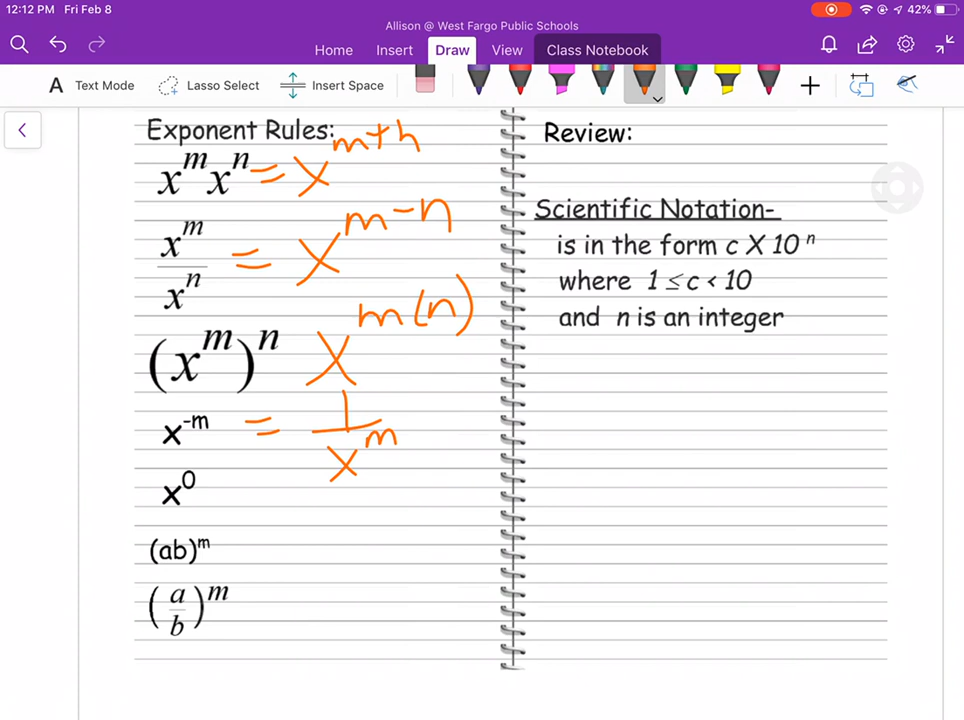 12:12 PM Fri Feb 8
42%
Allison @ West Fargo Public Schools
Home Insert Draw View Class Notebook
A Text Mode Lasso Select Insert Space
Exponent Rules:
x^m x^n = x^(m+n)
x^m/x^n = x^(m-n)
(x^m)^n x^m(n)
x^-m = 1/x^m
x^0
(ab)^m
(a/b)^m
Review:
Scientific Notation-
is in the form c X 10^n
where 1 ≤ c < 10
and n is an integer